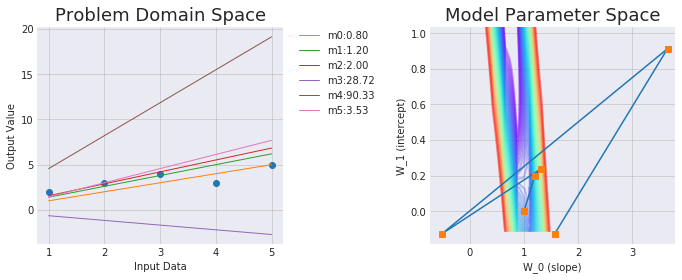 Problem Domain Space
20
15
10
5
0
Output Value
1 2 3 4 5
Input Data
m0:0.80
m1:1.20
m2:2.00
m3:28.72
m4:90.33
m5:3.53
Model Parameter Space
1.0
0.8
0.6
0.4
0.2
0.0
W_1 (intercept)
0 1 2 3
W_0 (slope)